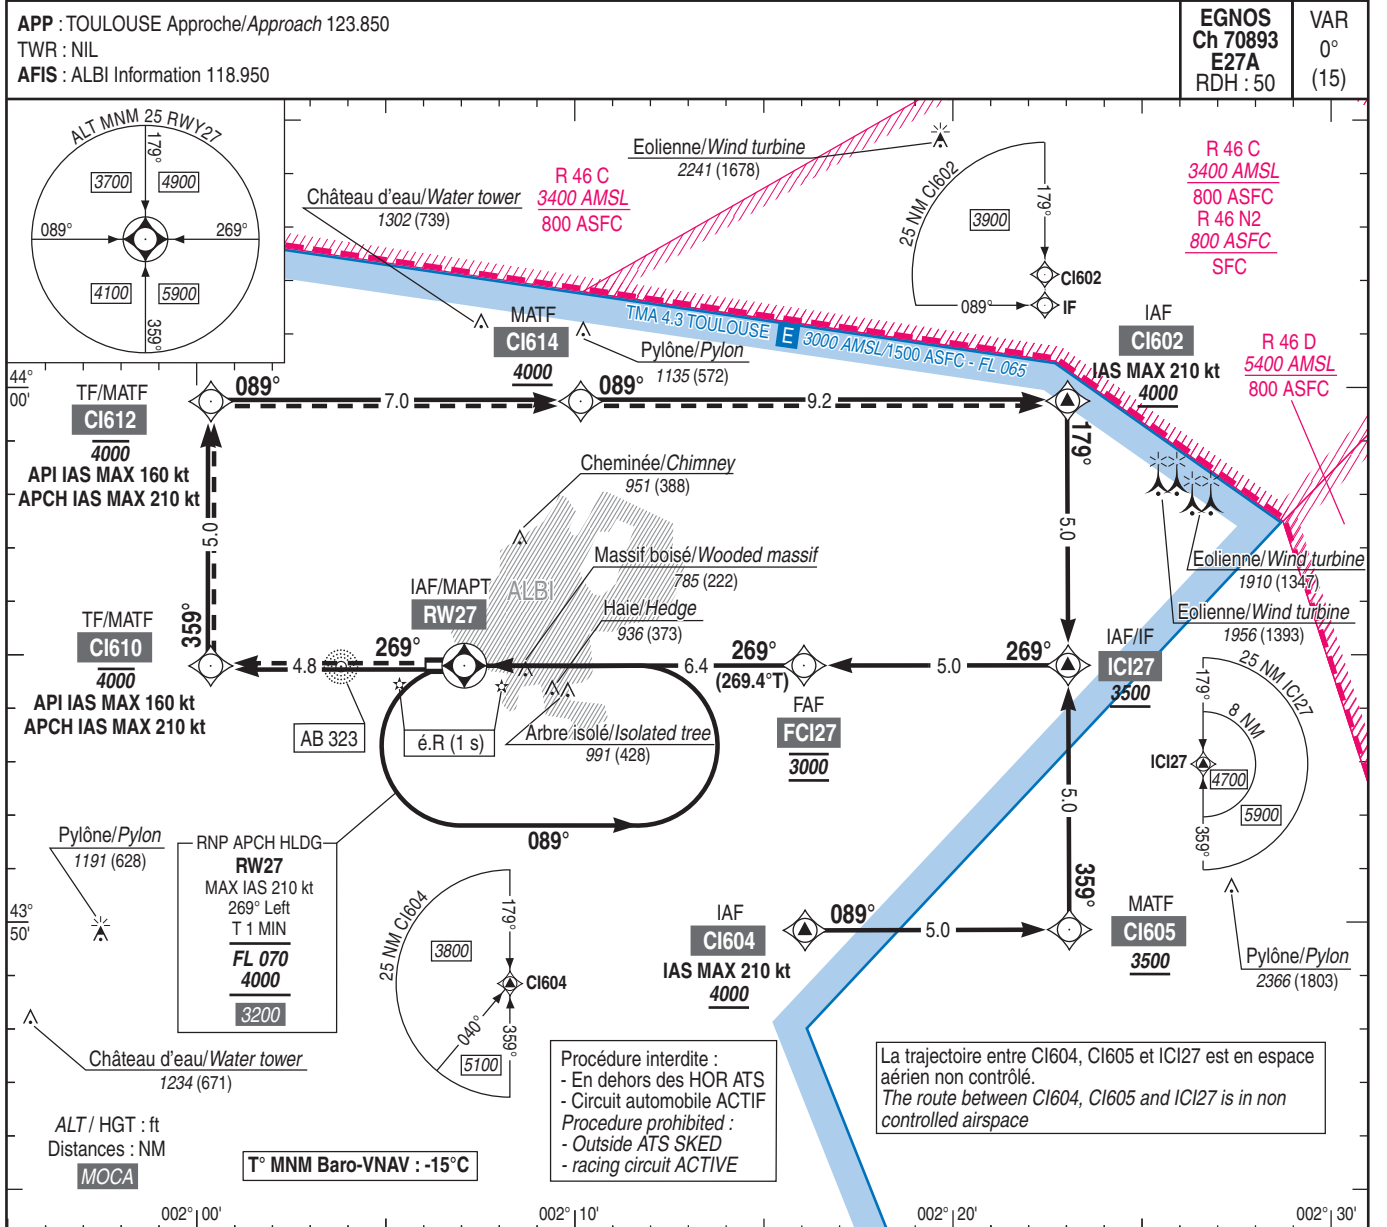 APP : TOULOUSE Approche/Approach 123.850
TWR : NIL
AFIS : ALBI Information 118.950
EGNOS
Ch 70893
E27A
RDH : 50
VAR
0°
(15)
ALT MNM 25 RWY27
179°
3700
4900
089°
269°
4100
5900
359°
Eolienne/Wind turbine
2241 (1678)
Château d'eau/Water tower
1302 (739)
R 46 C
3400 AMSL
800 ASFC
25 NM CI602
179°
3900
CI602
089°
IF
R 46 C
3400 AMSL
800 ASFC
R 46 N2
800 ASFC
SFC
TMA 4.3 TOULOUSE E 3000 AMSL/1500 ASFC - FL 065
MATF
CI614
4000
Pylône/Pylon
1135 (572)
IAF
CI602
IAS MAX 210 kt
4000
R 46 D
5400 AMSL
800 ASFC
44°
00'
TF/MATF
CI612
4000
API IAS MAX 160 kt
APCH IAS MAX 210 kt
089°
7.0
089°
9.2
179°
5.0
5.0
Cheminée/Chimney
951 (388)
Massif boisé/Wooded massif
785 (222)
ALBI
Haie/Hedge
936 (373)
Eolienne/Wind turbine
1910 (1347)
Eolienne/Wind turbine
1956 (1393)
IAF/MAPT
RW27
TF/MATF
CI610
4000
API IAS MAX 160 kt
APCH IAS MAX 210 kt
359°
4.8
269°
6.4
269°
(269.4°T)
5.0
269°
IAF/IF
ICI27
3500
FAF
FCI27
3000
AB 323
é.R (1 s)
Arbre isolé/Isolated tree
991 (428)
089°
25 NM ICI27
179°
8 NM
ICI27
4700
5900
359°
5.0
Pylône/Pylon
1191 (628)
RNP APCH HLDG
RW27
MAX IAS 210 kt
269° Left
T 1 MIN
FL 070
4000
3200
25 NM CI604
179°
3800
CI604
040°
359°
5100
43°
50'
IAF
CI604
IAS MAX 210 kt
4000
089°
5.0
359°
MATF
CI605
3500
Pylône/Pylon
2366 (1803)
Château d'eau/Water tower
1234 (671)
ALT / HGT : ft
Distances : NM
MOCA
T° MNM Baro-VNAV : -15°C
Procédure interdite :
- En dehors des HOR ATS
- Circuit automobile ACTIF
Procedure prohibited :
- Outside ATS SKED
- racing circuit ACTIVE
La trajectoire entre CI604, CI605 et ICI27 est en espace
aérien non contrôlé.
The route between CI604, CI605 and ICI27 is in non
controlled airspace
002° 00'
002° 10'
002° 20'
002° 30'